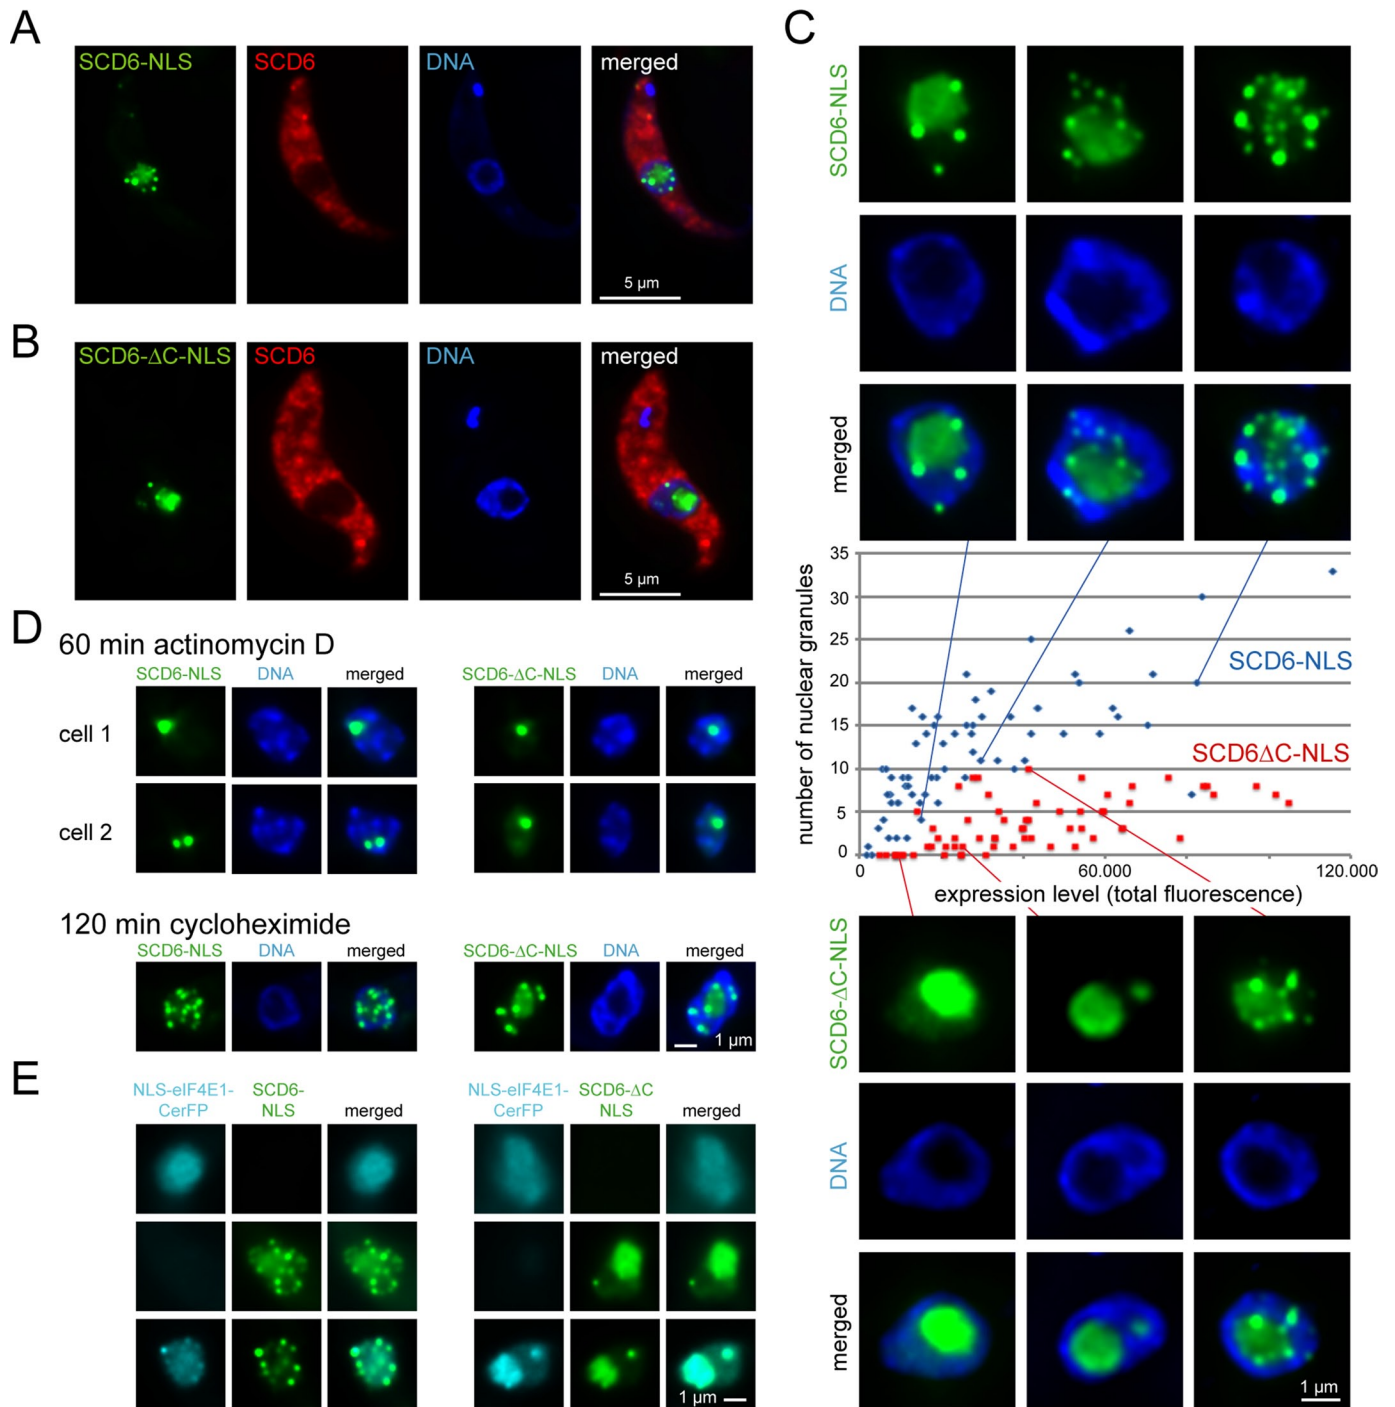 A
SCD6-NLS
SCD6
DNA
merged
5 µm
B
SCD6-ΔC-NLS
SCD6
DNA
merged
5 µm
C
SCD6-NLS
DNA
merged
number of nuclear granules
35
30
25
20
15
10
5
0
SCD6-NLS
SCD6ΔC-NLS
0
60.000
120.000
expression level (total fluorescence)
SCD6-ΔC-NLS
DNA
merged
1 µm
D
60 min actinomycin D
SCD6-NLS
DNA
merged
SCD6-ΔC-NLS
DNA
merged
cell 1
cell 2
120 min cycloheximide
SCD6-NLS
DNA
merged
SCD6-ΔC-NLS
DNA
merged
1 µm
E
NLS-eIF4E1-
CerFP
SCD6-
NLS
merged
NLS-eIF4E1-
CerFP
SCD6-ΔC
NLS
merged
1 µm